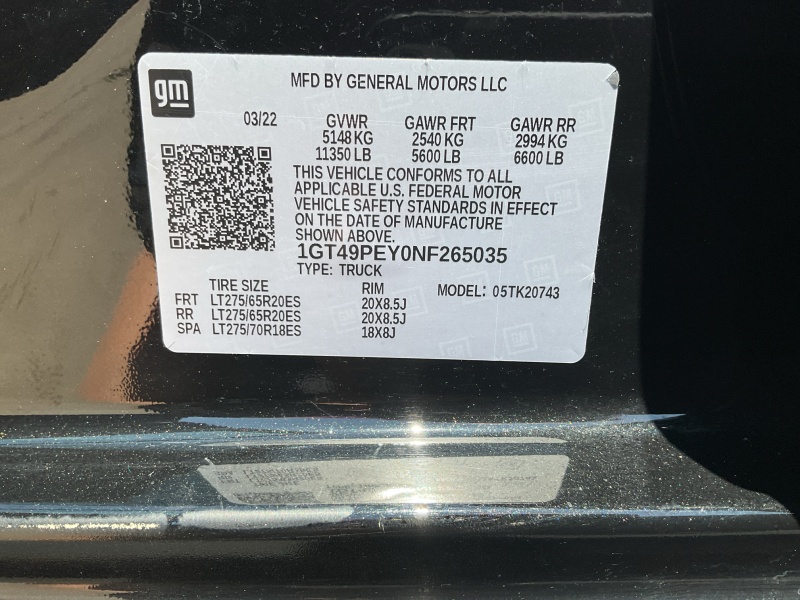 gm
MFD BY GENERAL MOTORS LLC
03/22 GVWR GAWR FRT GAWR RR
5148 KG 2540 KG 2994 KG
11350 LB 5600 LB 6600 LB
THIS VEHICLE CONFORMS TO ALL
APPLICABLE U.S. FEDERAL MOTOR
VEHICLE SAFETY STANDARDS IN EFFECT
ON THE DATE OF MANUFACTURE
SHOWN ABOVE.
1GT49PEY0NF265035
TYPE: TRUCK
TIRE SIZE RIM MODEL: 05TK20743
FRT LT275/65R20ES 20X8.5J
RR LT275/65R20ES 20X8.5J
SPA LT275/70R18ES 18X8J